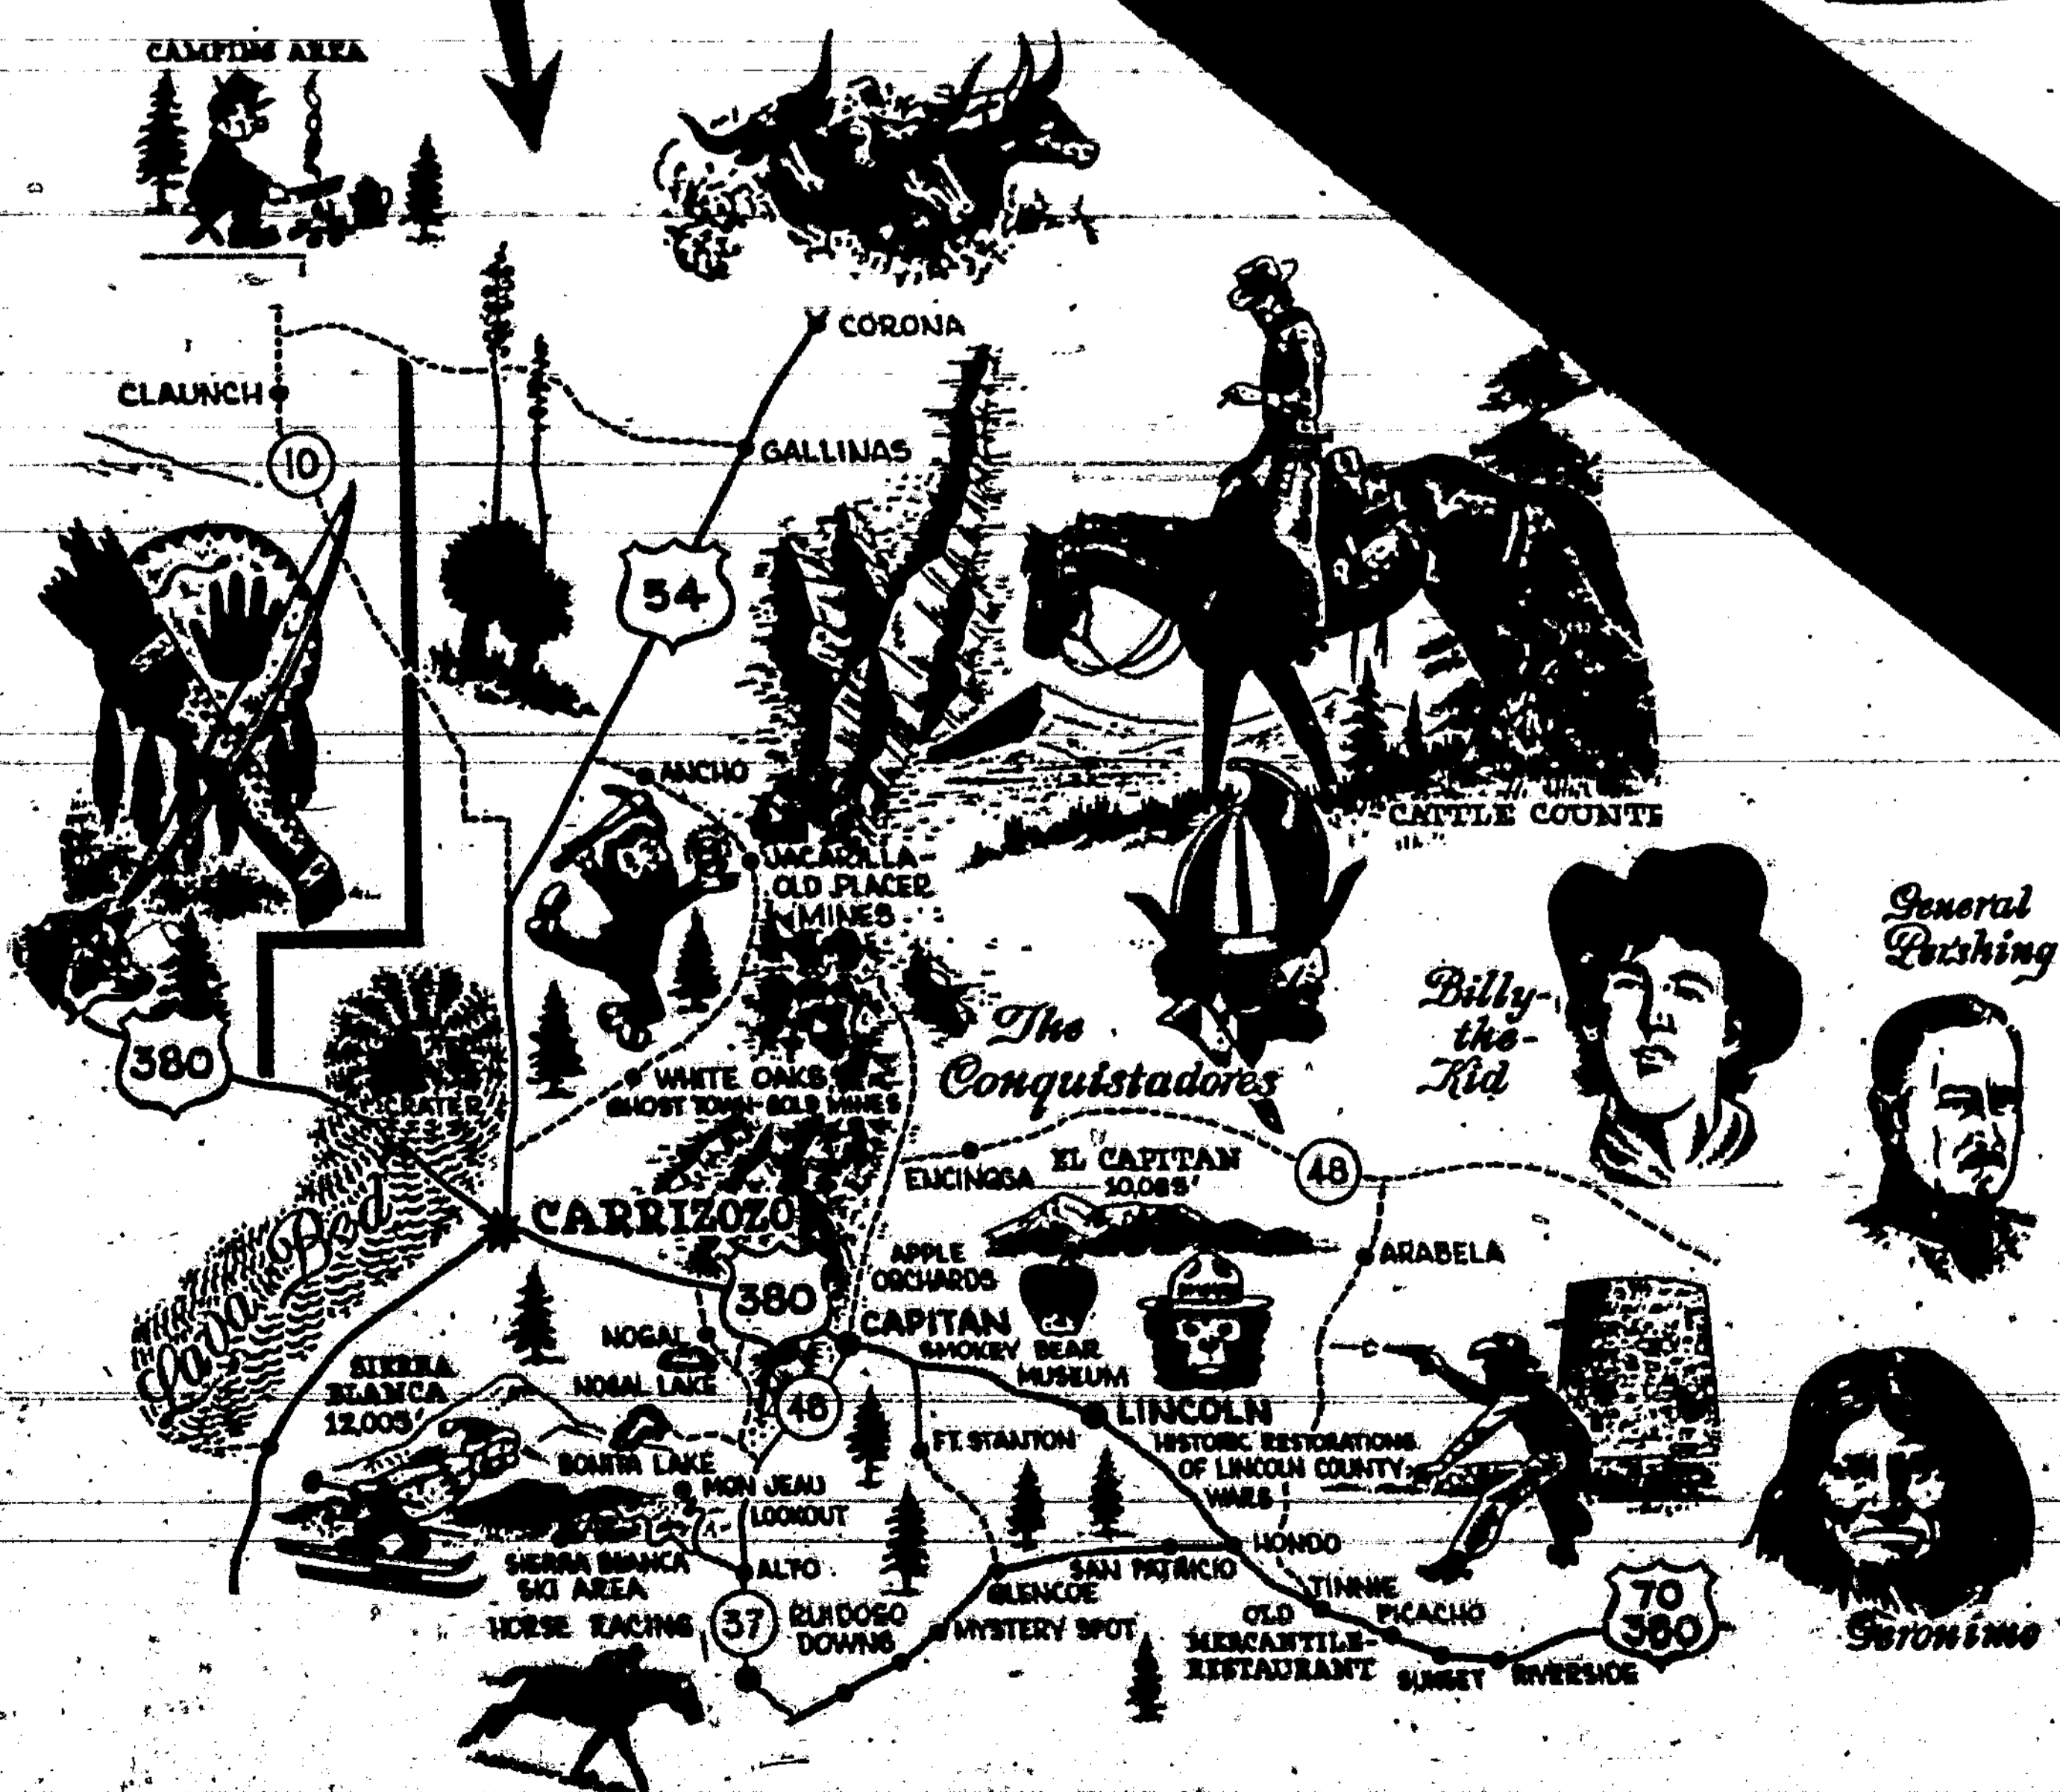 CAMPING AREA
CORONA
CLAUNCH
10
GALLINAS
54
ANCHO
CATTLE COUNTE
JACARILLA
OLD PLACER
MINES
General
Pershing
Billy-
the-
Kid
The
Conquistadores
380
CRATER
WHITE OAKS
GHOST TOWN-GOLD MINES
ENCINOSA
EL CAPITAN
10,083'
48
Lava Bed
CARRIZOZO
ARABELA
APPLE
ORCHARDS
380
CAPITAN
SMOKEY BEAR
MUSEUM
NOGAL
NOGAL LAKE
SIERRA
BLANCA
12,003'
48
LINCOLN
HISTORIC RESTORATIONS
OF LINCOLN COUNTY
WARS
FT. STANTON
BONITA LAKE
MON JEAU
LOOKOUT
SIERRA BLANCA
SKI AREA
ALTO
HONDO
SAN PATRICIO
GLENCOE
TINNIE
PICACHO
70
380
HORSE RACING
37
RUIDOSO
DOWNS
MYSTERY SPOT
OLD
MERCANTILE-
RESTAURANT
SUNSET
RIVERSIDE
Geronimo